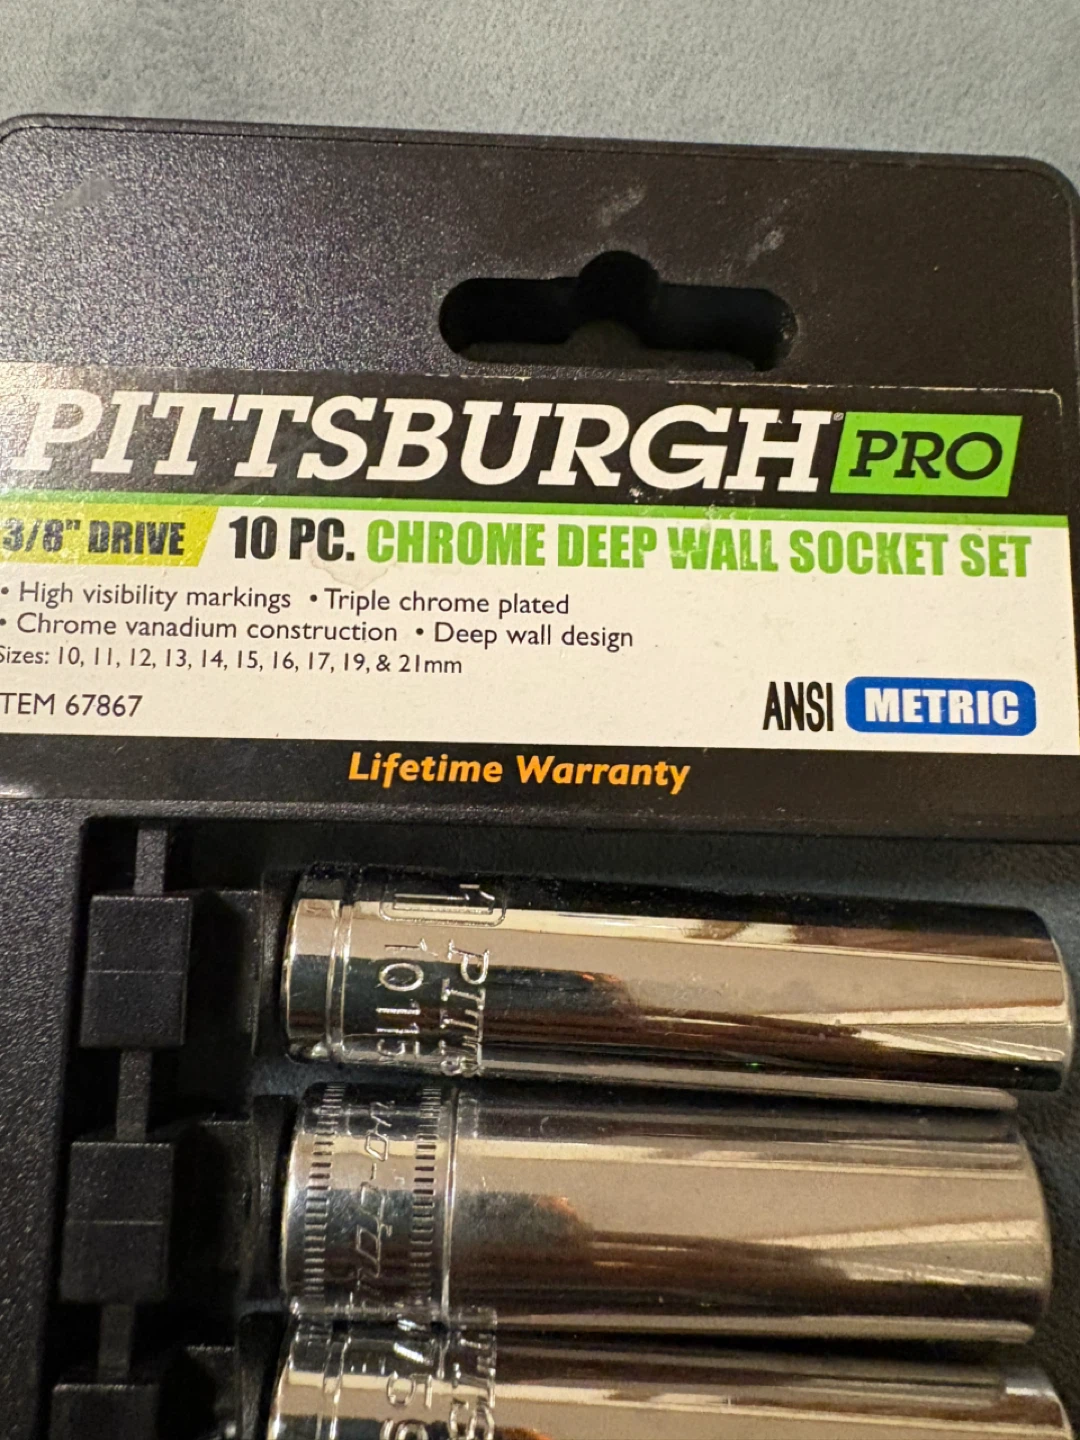 PITTSBURGH® PRO
3/8" DRIVE 10 PC. CHROME DEEP WALL SOCKET SET
• High visibility markings • Triple chrome plated
• Chrome vanadium construction • Deep wall design
Sizes: 10, 11, 12, 13, 14, 15, 16, 17, 19, & 21mm
TEM 67867
ANSI METRIC
Lifetime Warranty
PITTSB
10115